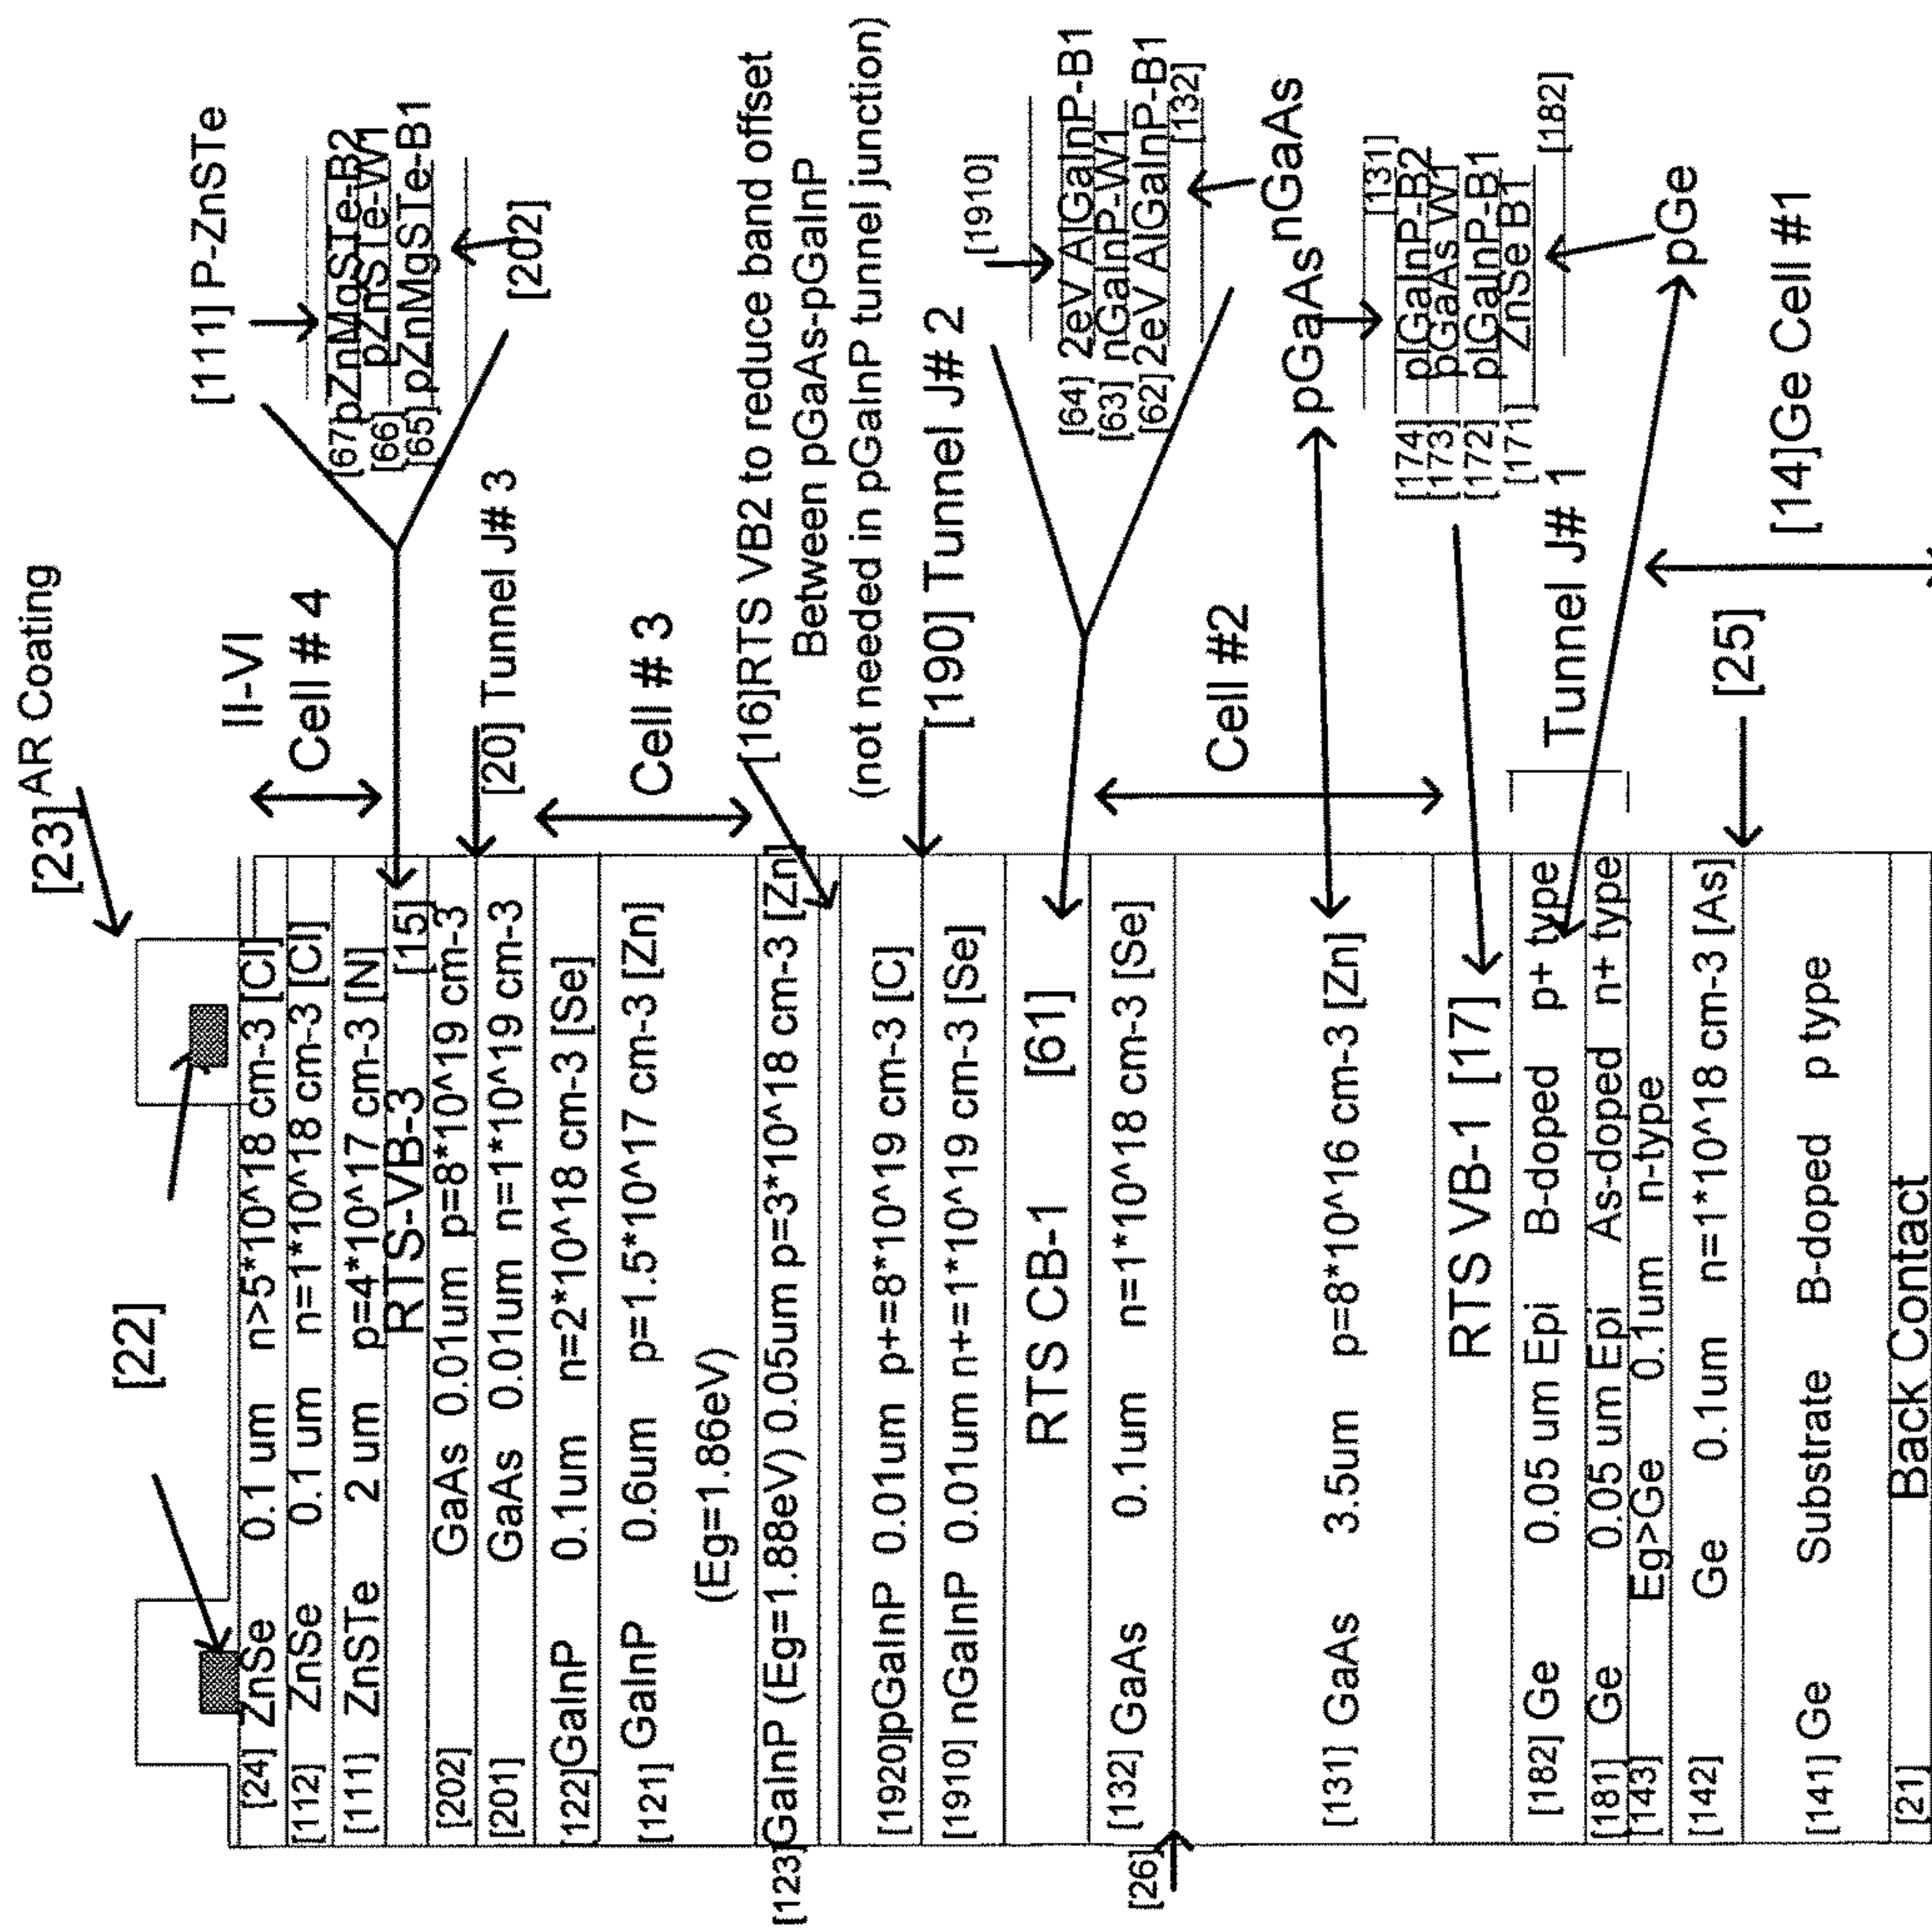 [23] AR Coating
[22]
[24] ZnSe 0.1 um n>5*10^18 cm-3 [Cl]
[112] ZnSe 0.1 um n=1*10^18 cm-3 [Cl]
[111] ZnSTe 2 um p=4*10^17 cm-3 [N]
RTS-VB-3 [15]
[202] GaAs 0.01um p=8*10^19 cm-3
[201] GaAs 0.01um n=1*10^19 cm-3
[122] GaInP 0.1um n=2*10^18 cm-3 [Se]
[121] GaInP 0.6um p=1.5*10^17 cm-3 [Zn]
(Eg=1.86eV)
[123] GaInP (Eg=1.88eV) 0.05um p=3*10^18 cm-3 [Zn]
[1920] pGaInP 0.01um p+=8*10^19 cm-3 [C]
[1910] nGaInP 0.01um n+=1*10^19 cm-3 [Se]
RTS CB-1 [61]
[132] GaAs 0.1um n=1*10^18 cm-3 [Se]
[26]
[131] GaAs 3.5um p=8*10^16 cm-3 [Zn]
RTS VB-1 [17]
[182] Ge 0.05 um Epi B-doped p+ type
[181] Ge 0.05 um Epi As-doped n+ type
[143] Eg>Ge 0.1um n-type
[142] Ge 0.1um n=1*10^18 cm-3 [As]
[141] Ge Substrate B-doped p type
[21] Back Contact
II-VI
Cell # 4
[20] Tunnel J# 3
Cell # 3
[16]RTS VB2 to reduce band offset
Between pGaAs-pGaInP
(not needed in pGaInP tunnel junction)
[190] Tunnel J# 2
Cell #2
Tunnel J# 1
[25]
[14]Ge Cell #1
[111] P-ZnSTe
[67]pZnMgSTe-B2
[66] pZnSTe-W1
[65]pZnMgSTe-B1
[202]
[1910]
[64] 2eV AlGaInP-B1
[63] nGaInP-W1
[62]2eV AlGaInP-B1
[132]
nGaAs
pGaAs
[131]
[174] pIGaInP-B2
[173] pGaAs W1
[172] pIGaInP-B1
[171] ZnSe B1
[182]
pGe